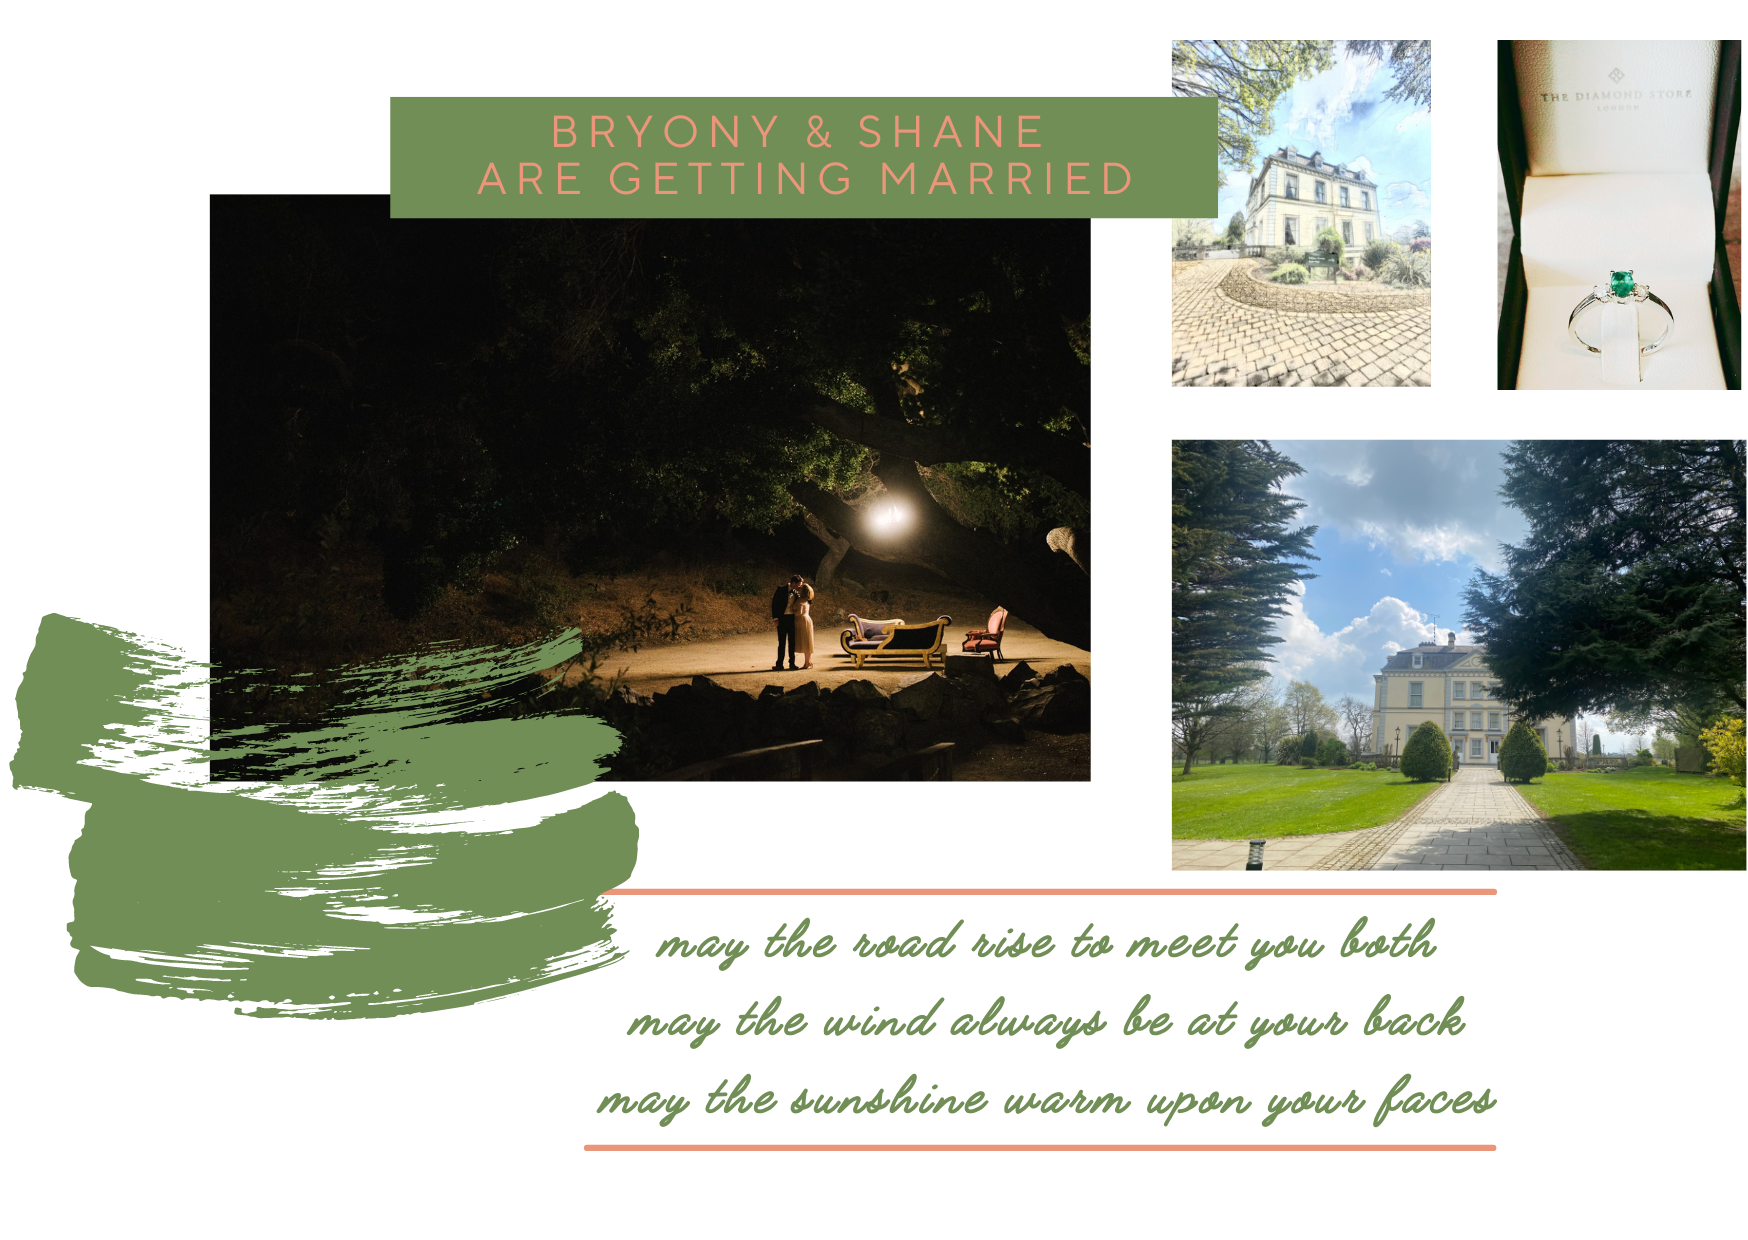 BRYONY & SHANE
ARE GETTING MARRIED
THE DIAMOND STORE
LONDON
may the road rise to meet you both
may the wind always be at your back
may the sunshine warm upon your faces